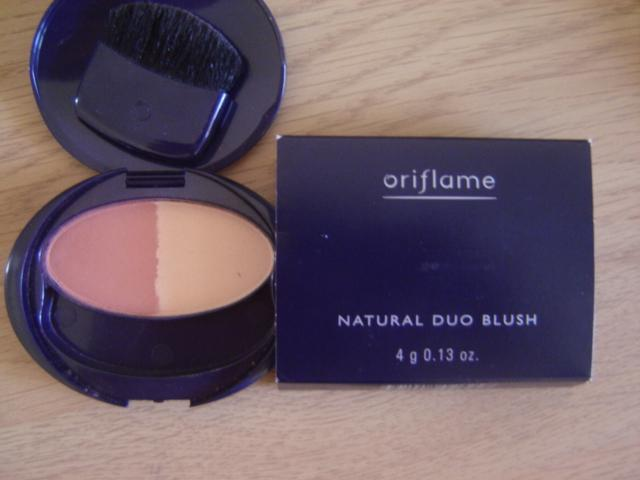 oriflame
NATURAL DUO BLUSH
4 g 0.13 oz.